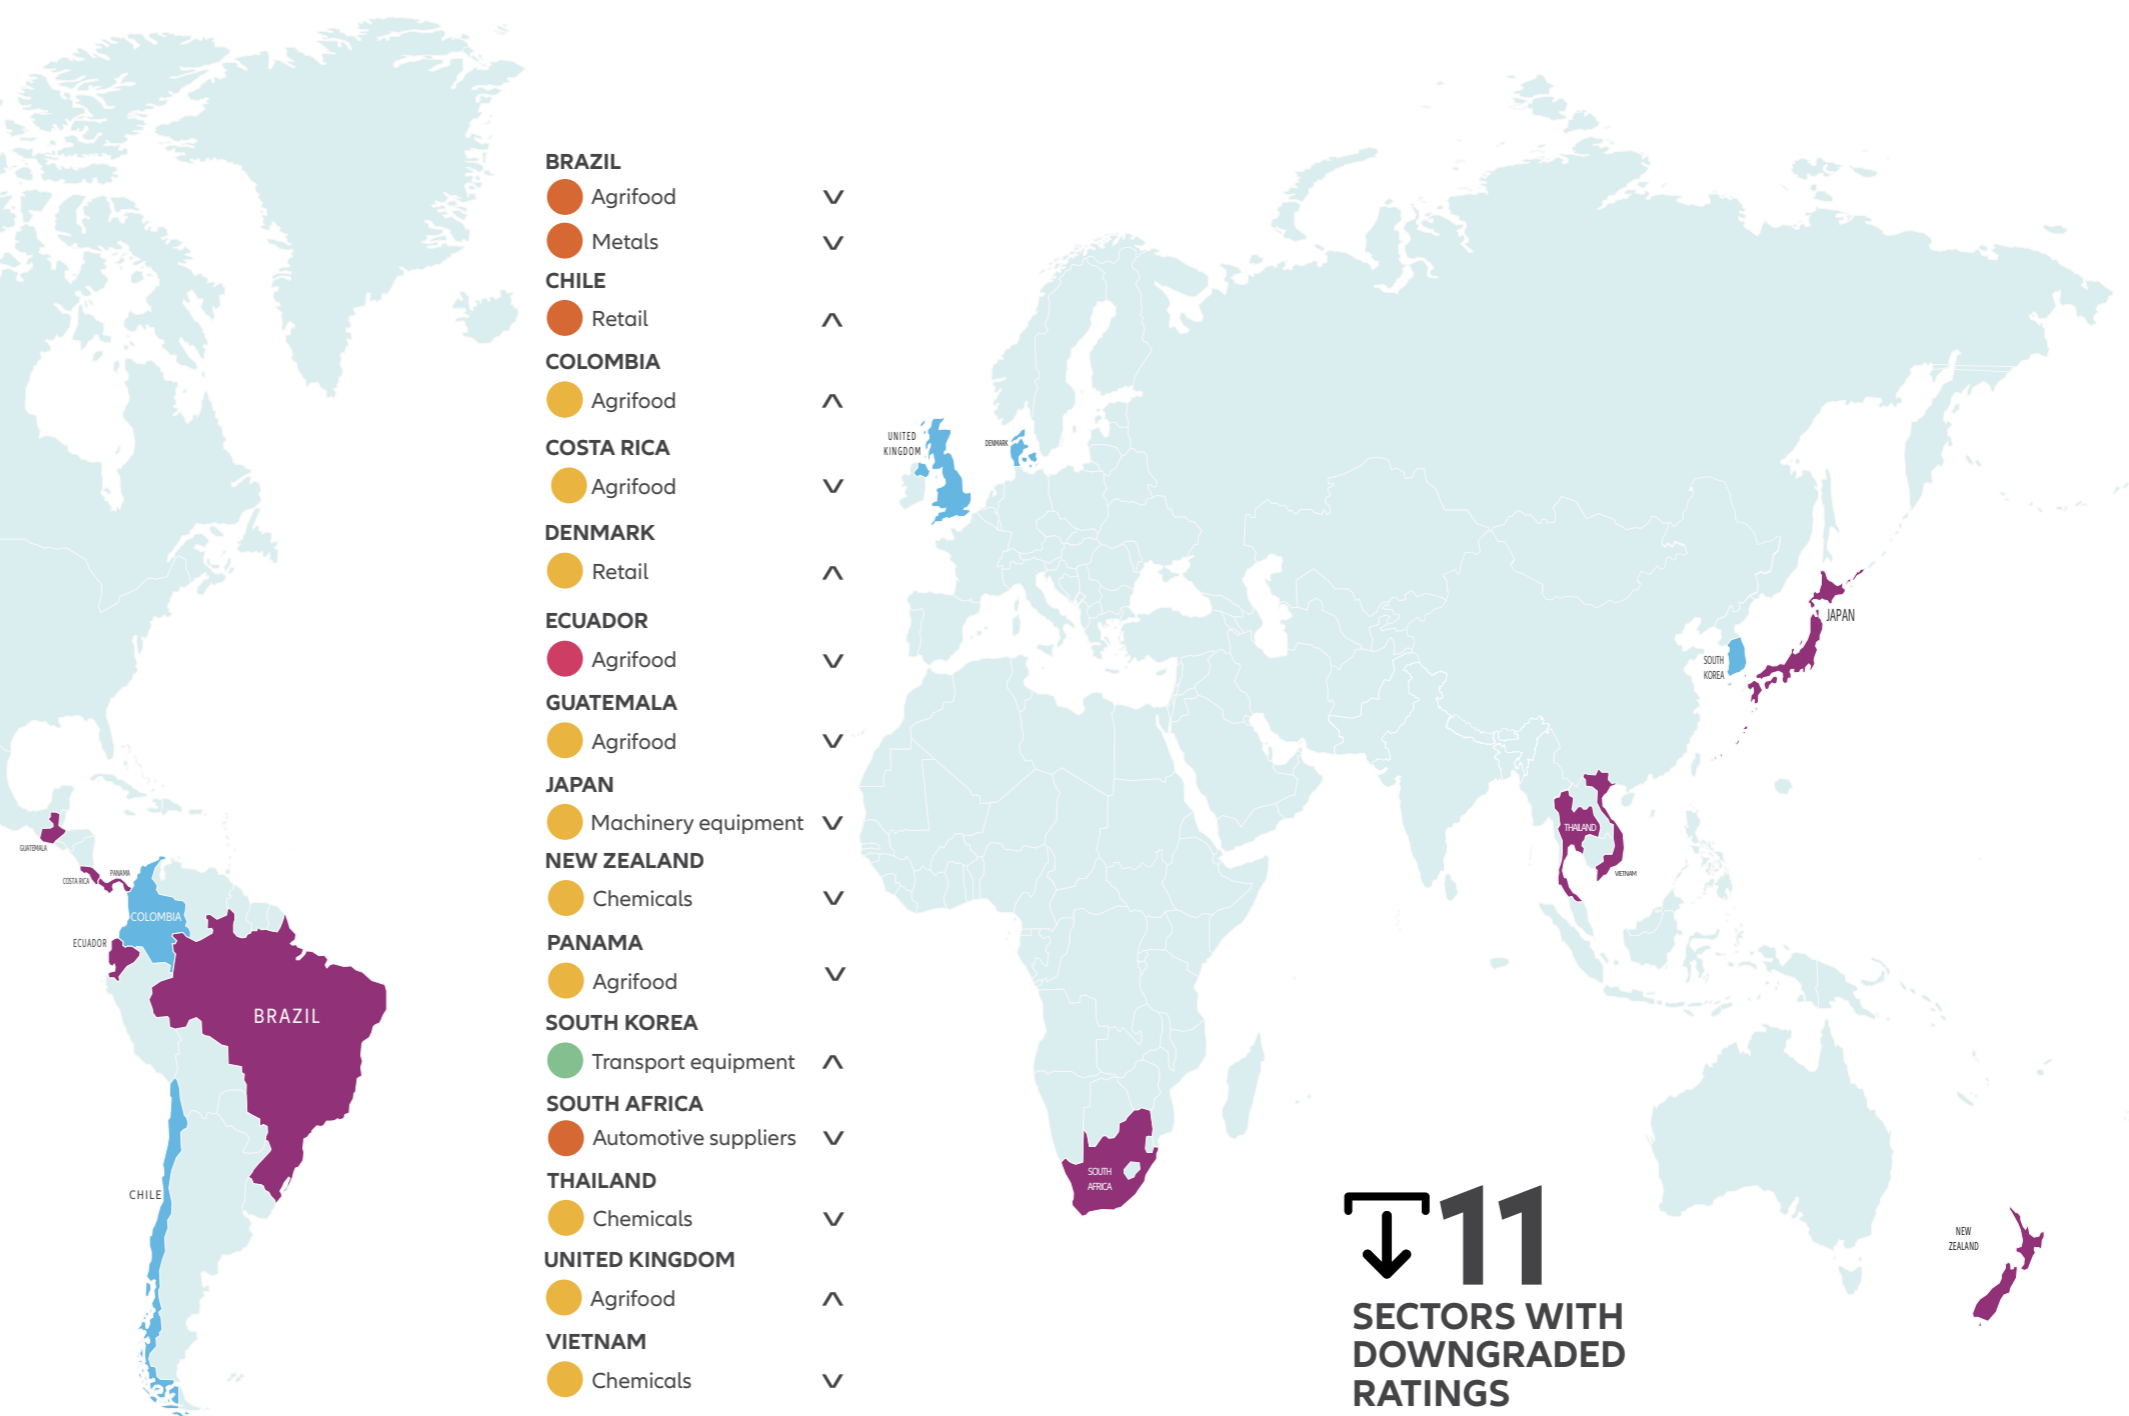 BRAZIL
Agrifood
Metals
CHILE
Retail
COLOMBIA
Agrifood
COSTA RICA
Agrifood
DENMARK
Retail
ECUADOR
Agrifood
GUATEMALA
Agrifood
JAPAN
Machinery equipment
NEW ZEALAND
Chemicals
PANAMA
Agrifood
SOUTH KOREA
Transport equipment
SOUTH AFRICA
Automotive suppliers
THAILAND
Chemicals
UNITED KINGDOM
Agrifood
VIETNAM
Chemicals
UNITED
KINGDOM
DENMARK
JAPAN
SOUTH
KOREA
THAILAND
VIETNAM
GUATEMALA
COSTA RICA
PANAMA
COLOMBIA
ECUADOR
BRAZIL
CHILE
SOUTH
AFRICA
NEW
ZEALAND
11
SECTORS WITH
DOWNGRADED
RATINGS